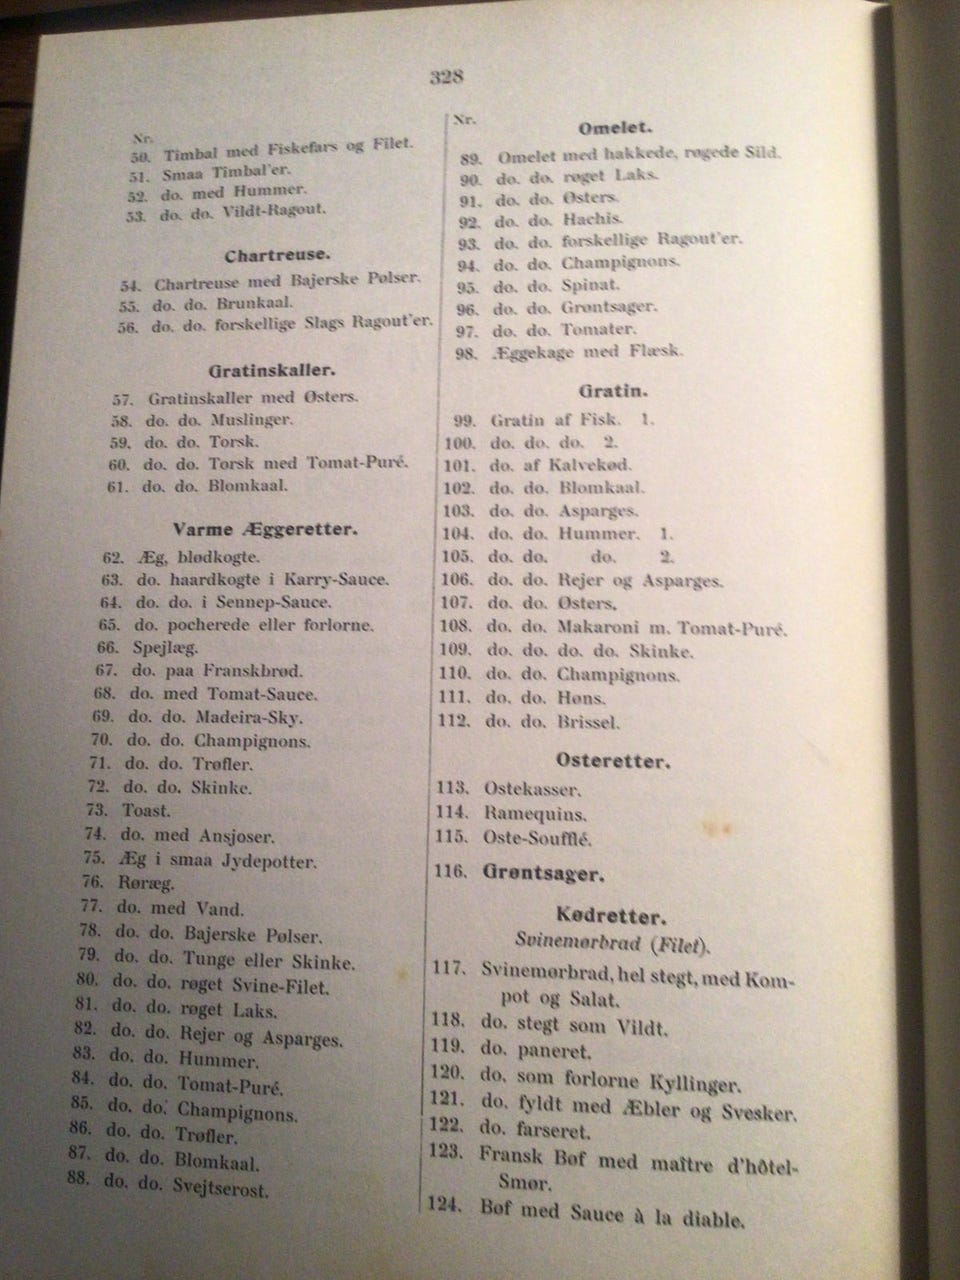 328
Nr.
50. Timbal med Fiskefars og Filet.
51. Smaa Timbal'er.
52. do. med Hummer.
53. do. do. Vildt-Ragout.
Chartreuse.
54. Chartreuse med Bajerske Pølser.
55. do. do. Brunkaal.
56. do. do. forskellige Slags Ragout'er.
Gratinskaller.
57. Gratinskaller med Østers.
58. do. do. Muslinger.
59. do. do. Torsk.
60. do. do. Torsk med Tomat-Puré.
61. do. do. Blomkaal.
Varme Æggeretter.
62. Æg, blødkogte.
63. do. haardkogte i Karry-Sauce.
64. do. do. i Sennep-Sauce.
65. do. pocherede eller forlorne.
66. Spejlæg.
67. do. paa Franskbrød.
68. do. med Tomat-Sauce.
69. do. do. Madeira-Sky.
70. do. do. Champignons.
71. do. do. Trøfler.
72. do. do. Skinke.
73. Toast.
74. do. med Ansjoser.
75. Æg i smaa Jydepotter.
76. Røræg.
77. do. med Vand.
78. do. do. Bajerske Pølser.
79. do. do. Tunge eller Skinke.
80. do. do. røget Svine-Filet.
81. do. do. røget Laks.
82. do. do. Rejer og Asparges.
83. do. do. Hummer.
84. do. do. Tomat-Puré.
85. do. do. Champignons.
86. do. do. Trøfler.
87. do. do. Blomkaal.
88. do. do. Svejtserost.
Nr.
Omelet.
89. Omelet med hakkede, røgede Sild.
90. do. do. røget Laks.
91. do. do. Østers.
92. do. do. Hachis.
93. do. do. forskellige Ragout'er.
94. do. do. Champignons.
95. do. do. Spinat.
96. do. do. Grøntsager.
97. do. do. Tomater.
98. Æggekage med Flæsk.
Gratin.
99. Gratin af Fisk. 1.
100. do. do. do. 2.
101. do. af Kalvekød.
102. do. do. Blomkaal.
103. do. do. Asparges.
104. do. do. Hummer. 1.
105. do. do. do. 2.
106. do. do. Rejer og Asparges.
107. do. do. Østers.
108. do. do. Makaroni m. Tomat-Puré.
109. do. do. do. do. Skinke.
110. do. do. Champignons.
111. do. do. Høns.
112. do. do. Brissel.
Osteretter.
113. Ostekasser.
114. Ramequins.
115. Oste-Soufflé.
116. Grøntsager.
Kødretter.
Svinemørbrad (Filet).
117. Svinemørbrad, hel stegt, med Kom-
pot og Salat.
118. do. stegt som Vildt.
119. do. paneret.
120. do. som forlorne Kyllinger.
121. do. fyldt med Æbler og Svesker.
122. do. farseret.
123. Fransk Bøf med maître d'hôtel-
Smør.
124. Bøf med Sauce à la diable.